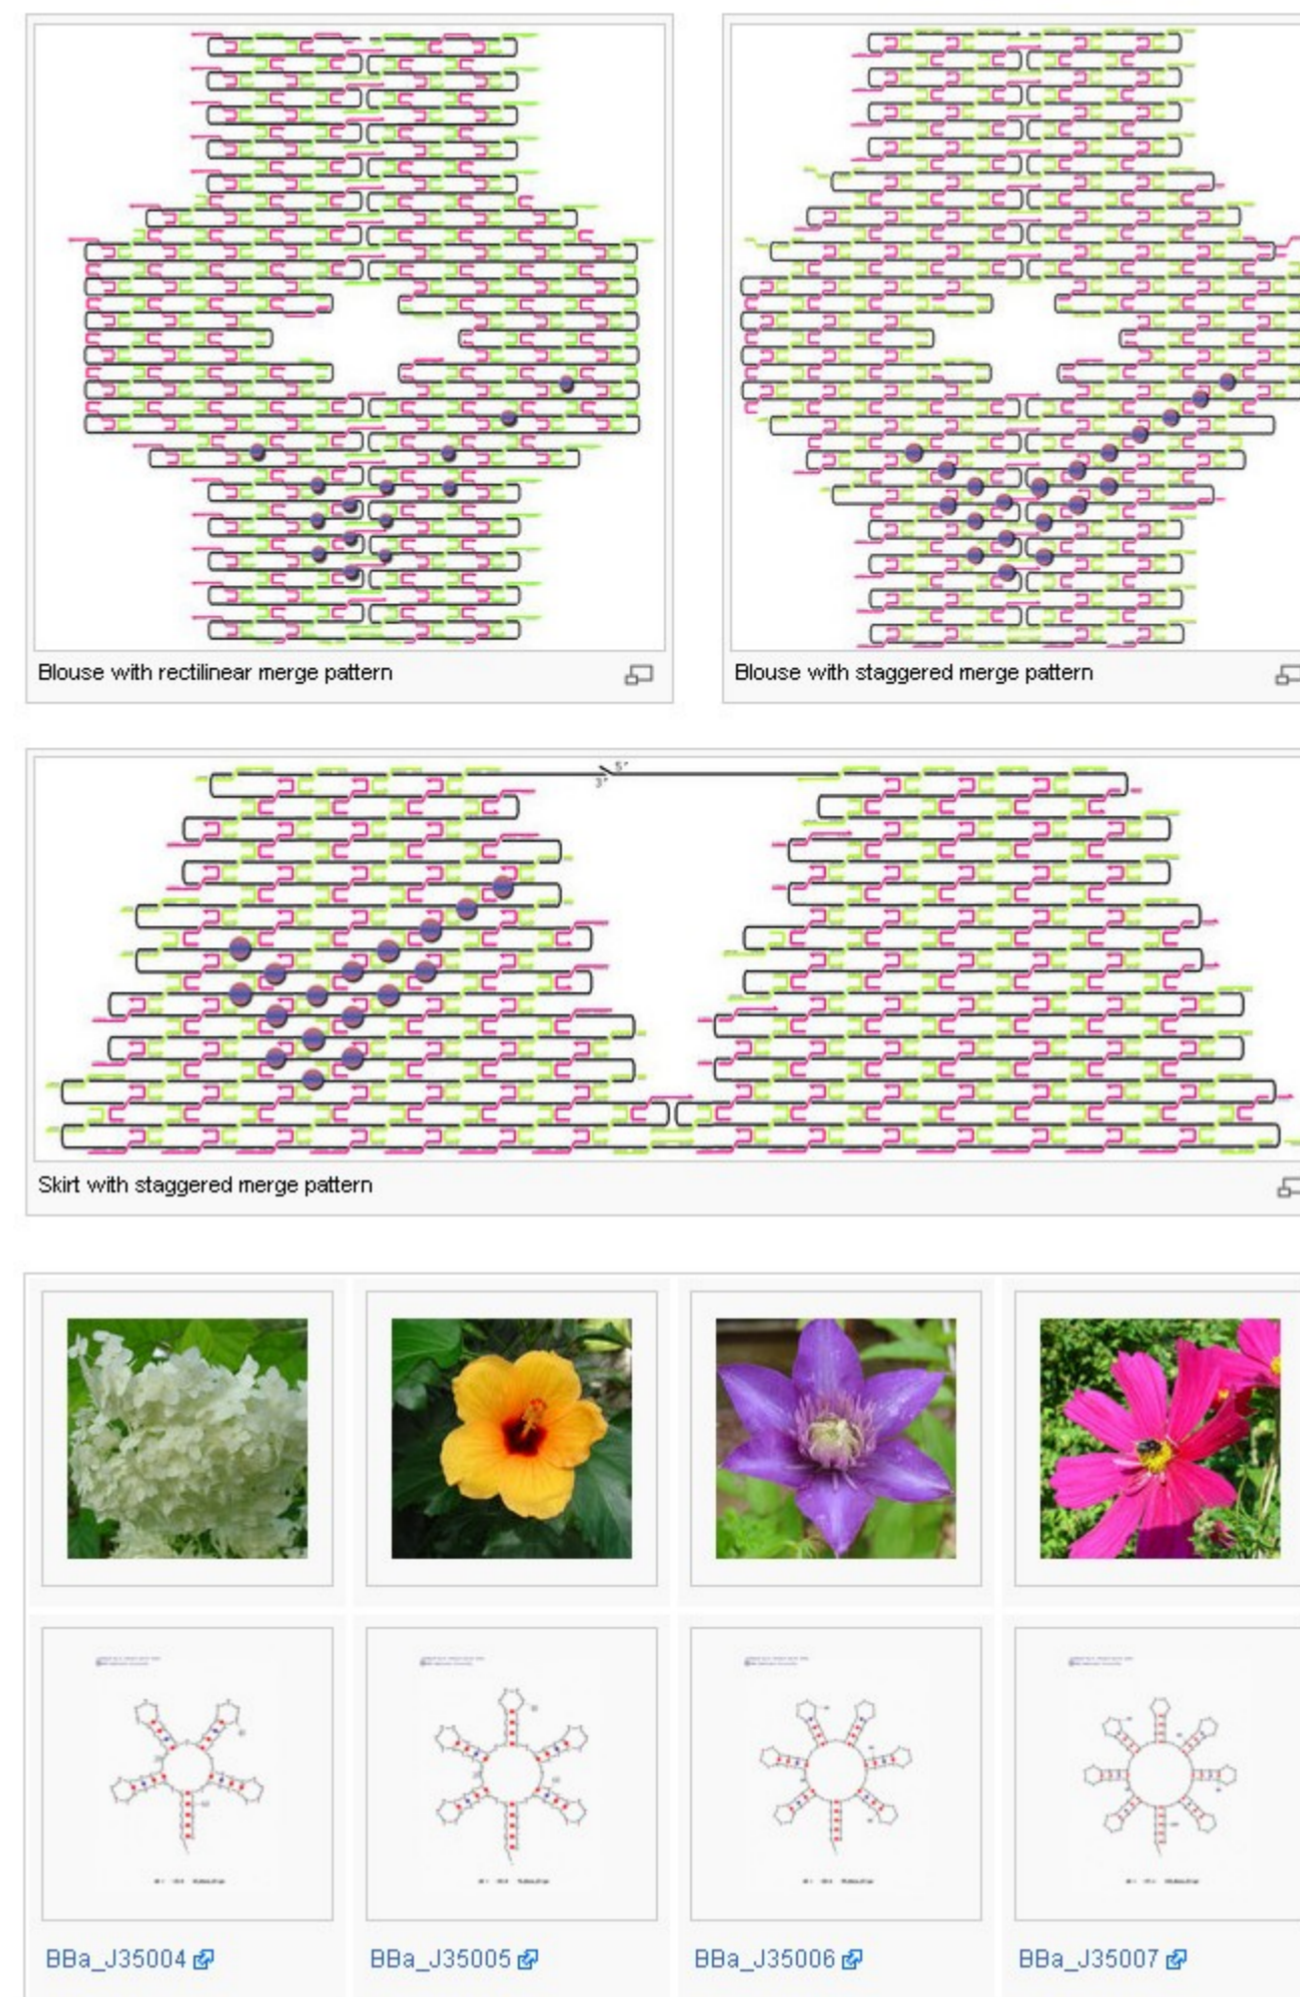 Blouse with rectilinear merge pattern
Blouse with staggered merge pattern
5'
3'
Skirt with staggered merge pattern
BBa_J35004
BBa_J35005
BBa_J35006
BBa_J35007